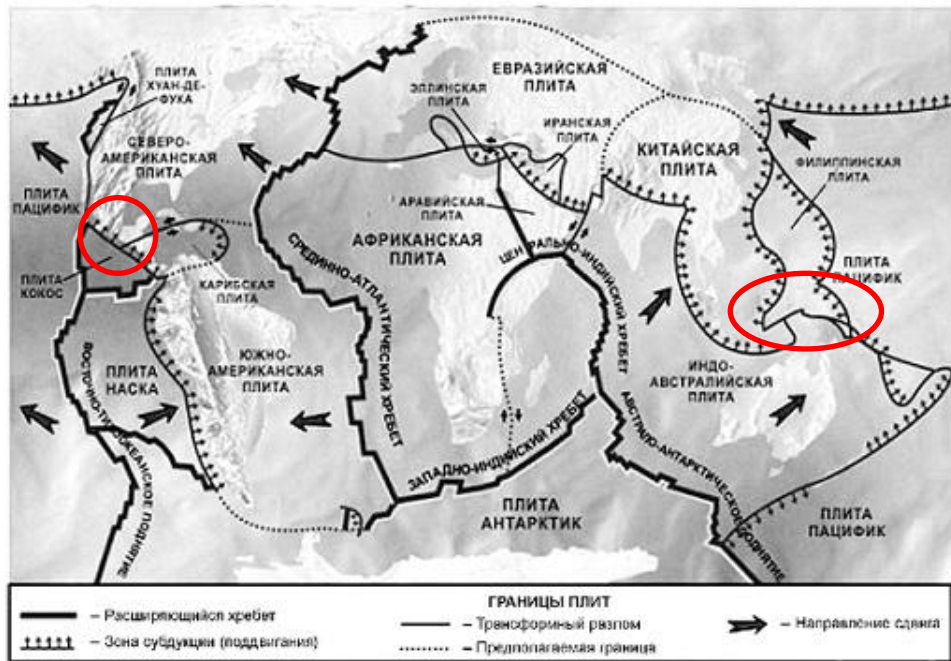 ПЛИТА
ХУАН-ДЕ-
ФУКА
СЕВЕРО-
АМЕРИКАНСКАЯ
ПЛИТА
ПЛИТА
ПАЦИФИК
ПЛИТА
КОКОС
КАРИБСКАЯ
ПЛИТА
ПЛИТА
НАСКА
ЮЖНО-
АМЕРИКАНСКАЯ
ПЛИТА
ВОСТОЧНО-ТИХООКЕАНСКОЕ ПОДНЯТИЕ
СРЕДИННО-АТЛАНТИЧЕСКИЙ ХРЕБЕТ
ЕВРАЗИЙСКАЯ
ПЛИТА
ЭЛЛИНСКАЯ
ПЛИТА
ИРАНСКАЯ
ПЛИТА
КИТАЙСКАЯ
ПЛИТА
ФИЛИППИНСКАЯ
ПЛИТА
АРАВИЙСКАЯ
ПЛИТА
АФРИКАНСКАЯ
ПЛИТА
ЦЕНТРАЛЬНО-ИНДИЙСКИЙ ХРЕБЕТ
ПЛИТА
ПАЦИФИК
ИНДО-
АВСТРАЛИЙСКАЯ
ПЛИТА
ЗАПАДНО-ИНДИЙСКИЙ ХРЕБЕТ
АВСТРАЛО-АНТАРКТИЧЕСКОЕ ПОДНЯТИЕ
ПЛИТА
АНТАРКТИК
ПЛИТА
ПАЦИФИК
ГРАНИЦЫ ПЛИТ
– Расширяющийся хребет
– Трансформный разлом
– Направление сдвига
– Зона субдукции (поддвигания)
– Предполагаемая граница